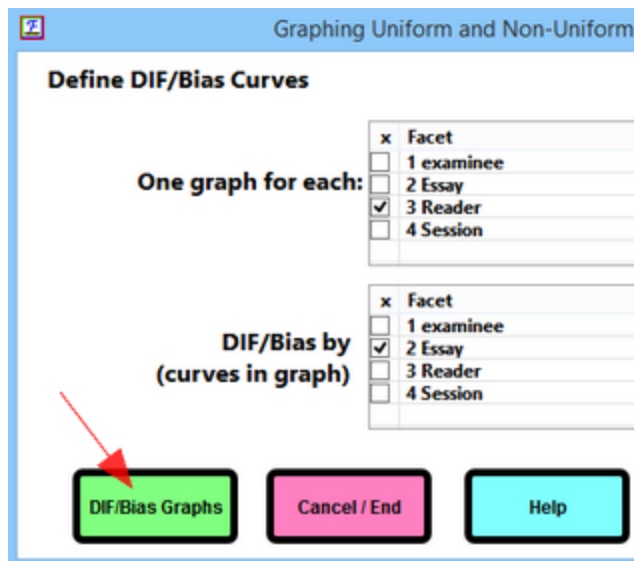 Graphing Uniform and Non-Uniform
Define DIF/Bias Curves
One graph for each:
x Facet
1 examinee
2 Essay
3 Reader
4 Session
DIF/Bias by
(curves in graph)
x Facet
1 examinee
2 Essay
3 Reader
4 Session
DIF/Bias Graphs
Cancel / End
Help